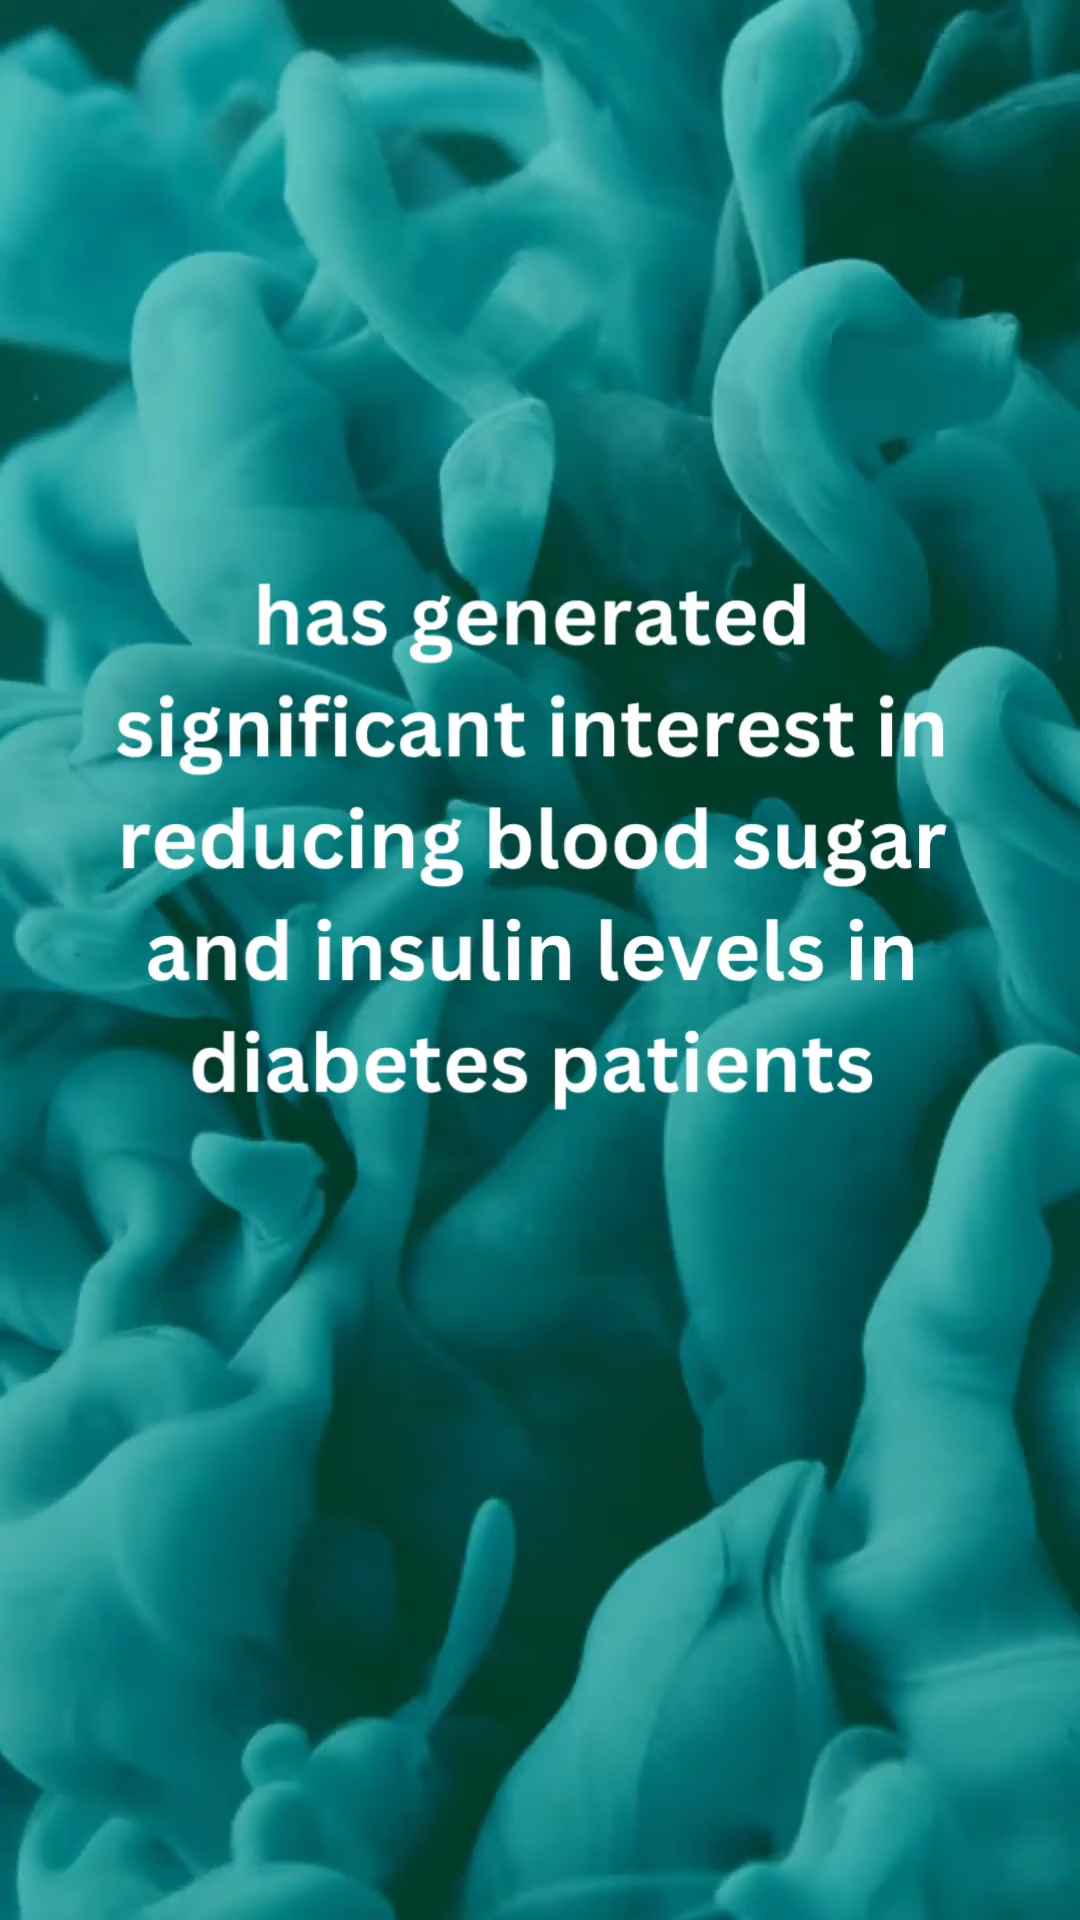 has generated
significant interest in
reducing blood sugar
and insulin levels in
diabetes patients